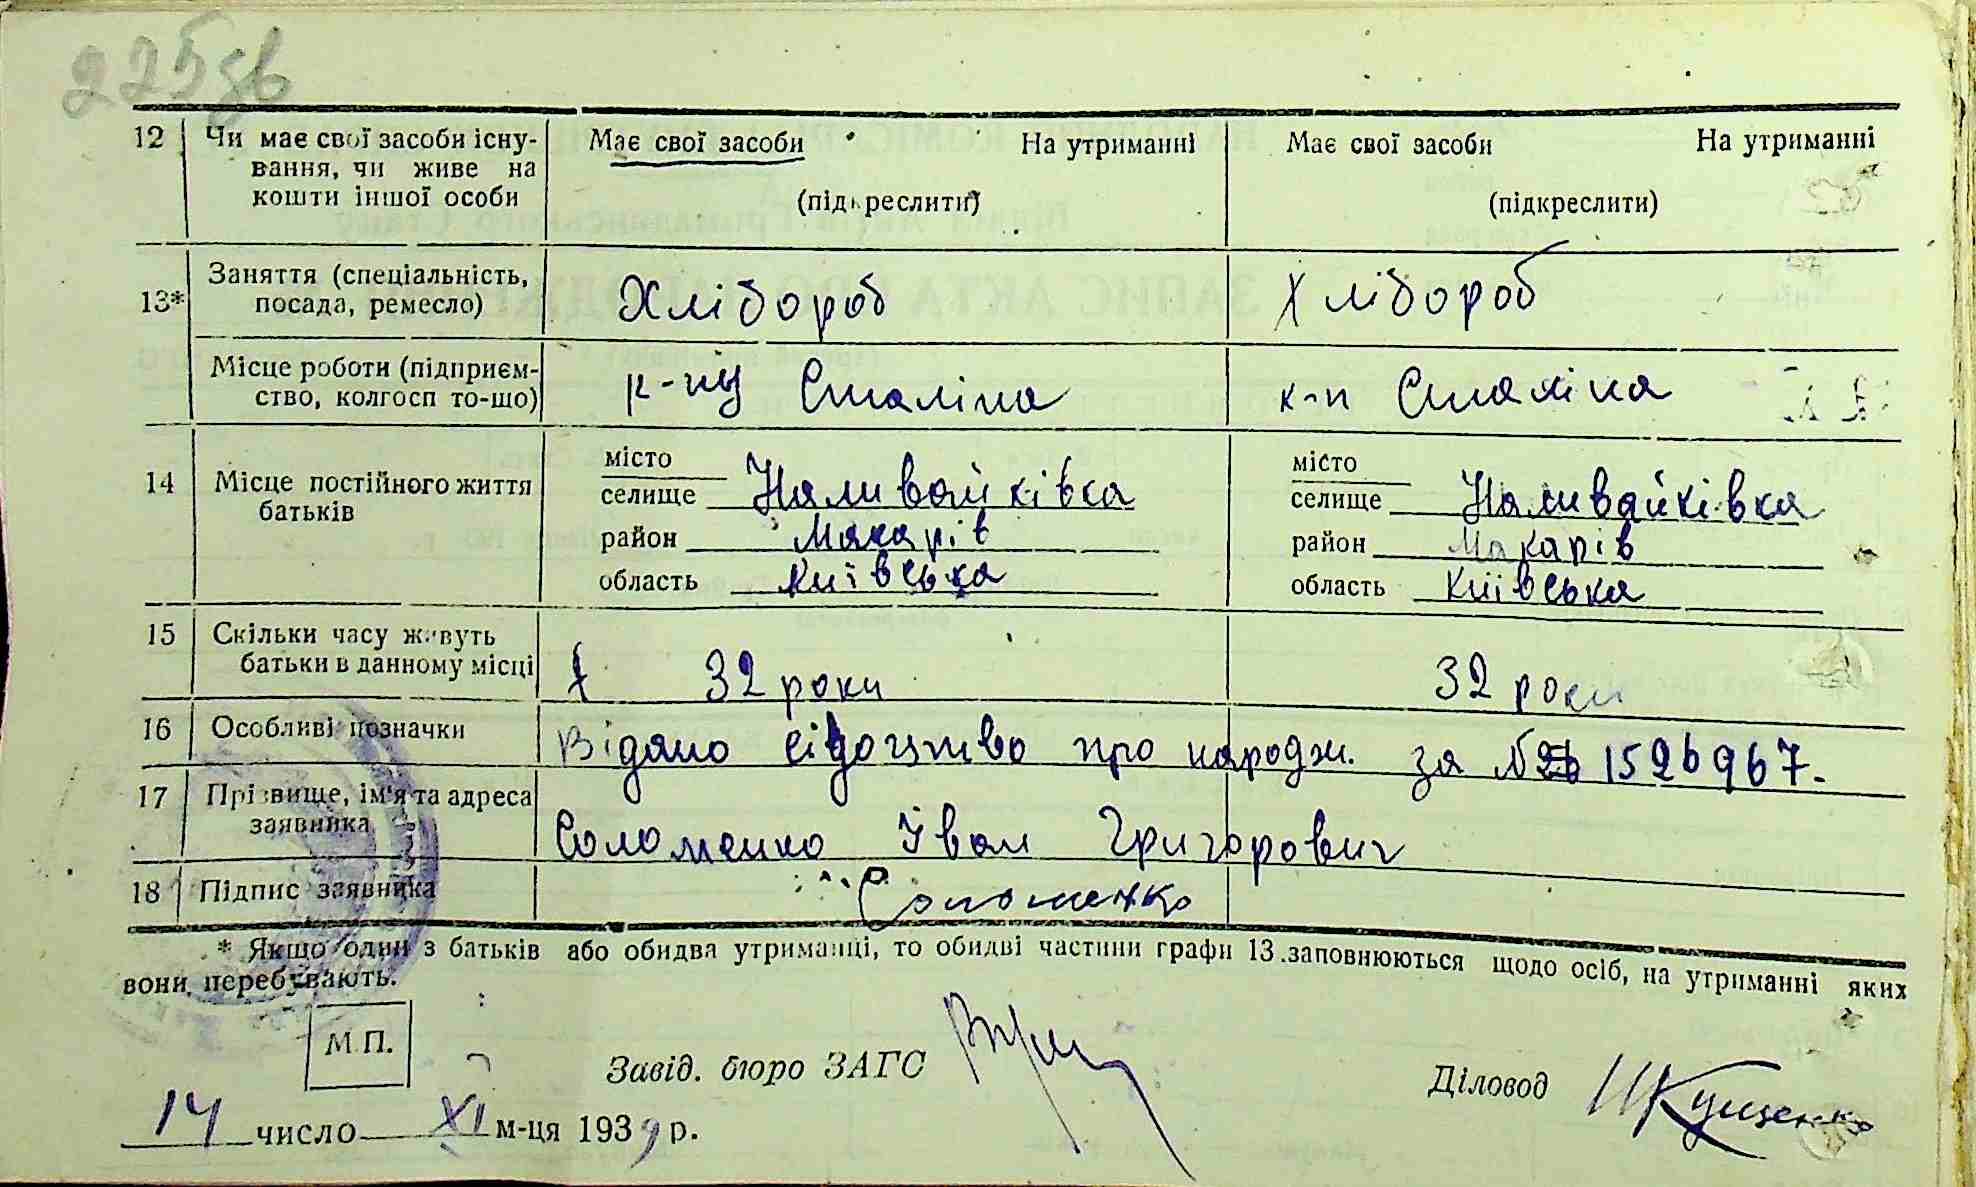 225зв
12 Чи має свої засоби існу- Має свої засоби На утриманні Має свої засоби На утриманні
вання, чи живе на
кошти іншої особи (підкреслити) (підкреслити)
13* Заняття (спеціальність, Хлібороб Хлібороб
посада, ремесло)
Місце роботи (підприєм- к-пу Сталіна к-п Сталіна
ство, колгосп то-що)
14 Місце постійного життя місто місто
батьків селище Наливайківка селище Наливайківка
район Макарів район Макарів
область Київська область Київська
15 Скільки часу живуть
батьки в данному місці 32 роки 32 роки
16 Особливі позначки Відано свідоцтво про народж. за № 1526967.
17 Прізвище, ім'я та адреса
заявника Соломенко Іван Григорович
18 Підпис заявника Соломенко
* Якщо один з батьків або обидва утриманці, то обидві частини графи 13 заповнюються щодо осіб, на утриманні яких
вони перебувають.
М.П.
Завід. бюро ЗАГС Діловод
14 число XI м-ця 1939 р.